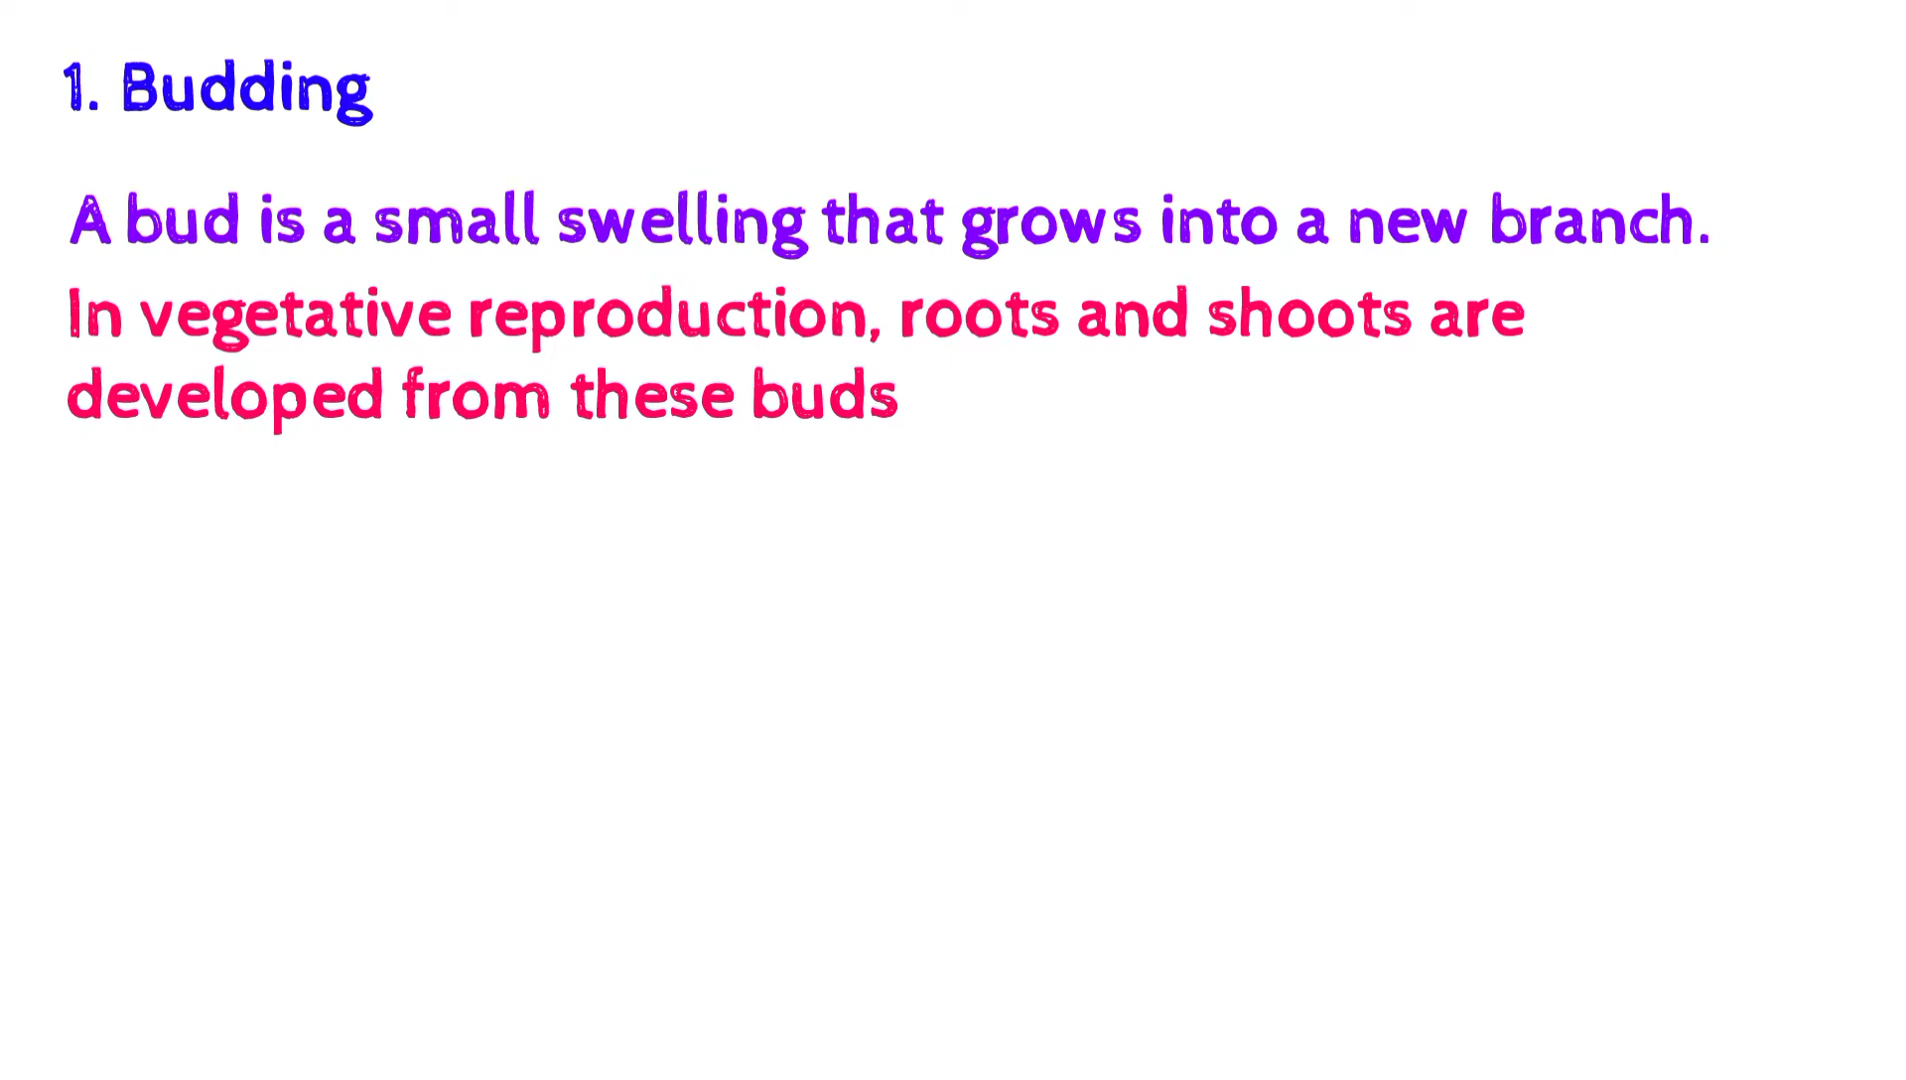 1. Budding
A bud is a small swelling that grows into a new branch.
In vegetative reproduction, roots and shoots are
developed from these buds